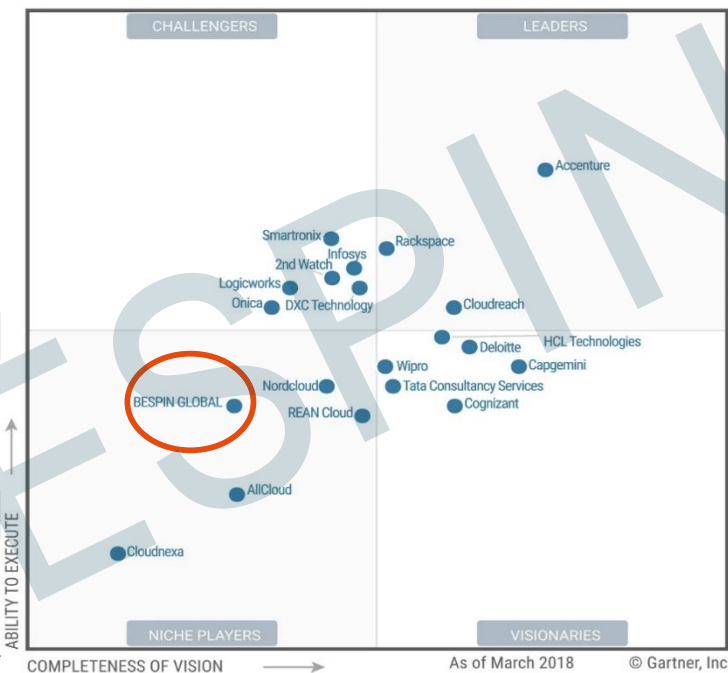 CHALLENGERS
LEADERS
Accenture
Smartronix
Rackspace
Infosys
2nd Watch
Logicworks
Onica
DXC Technology
Cloudreach
HCL Technologies
Deloitte
Wipro
Capgemini
Nordcloud
Tata Consultancy Services
BESPIN GLOBAL
REAN Cloud
Cognizant
AllCloud
Cloudnexa
NICHE PLAYERS
VISIONARIES
ABILITY TO EXECUTE
COMPLETENESS OF VISION
As of March 2018
© Gartner, Inc
ESPIN